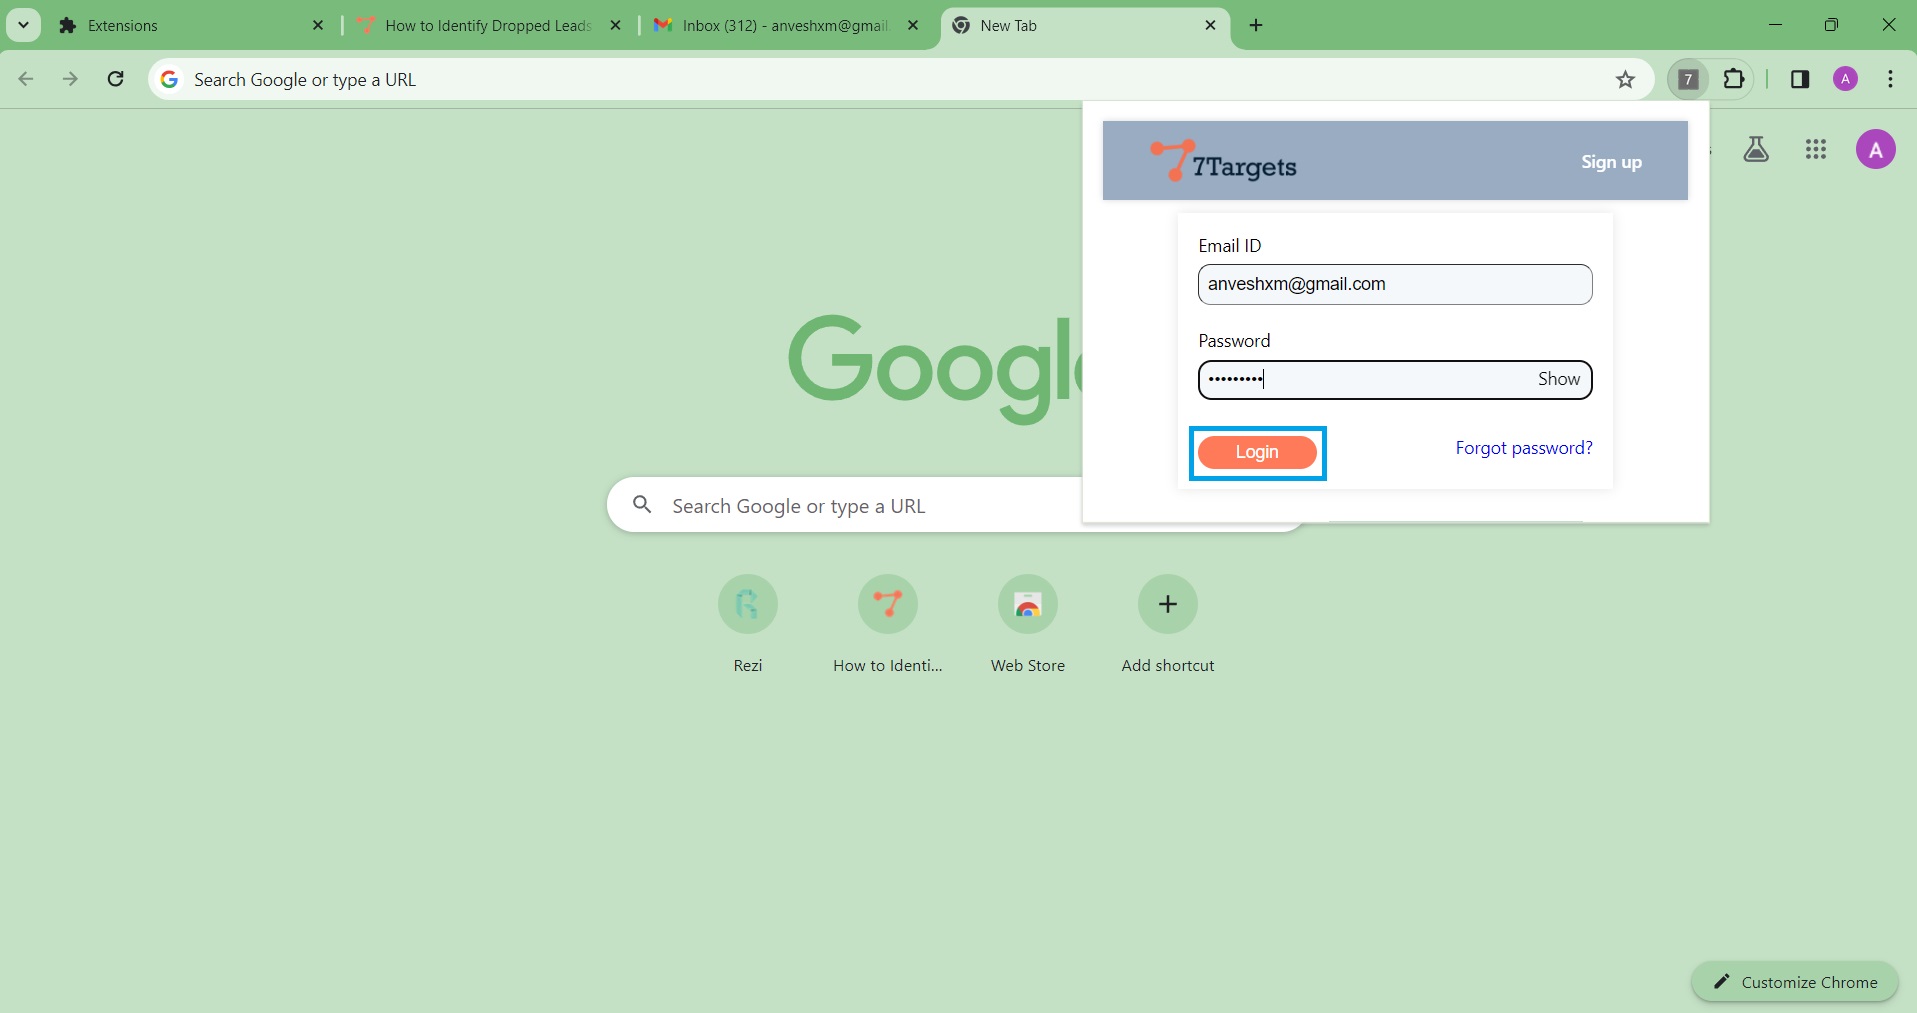 Extensions
How to Identify Dropped Leads
Inbox (312) - anveshxm@gmail.
New Tab
Search Google or type a URL
7
A
7Targets
Sign up
A
Email ID
anveshxm@gmail.com
Password
•••••••••
Show
Login
Forgot password?
Google
Search Google or type a URL
Rezi
How to Identi...
Web Store
Add shortcut
Customize Chrome